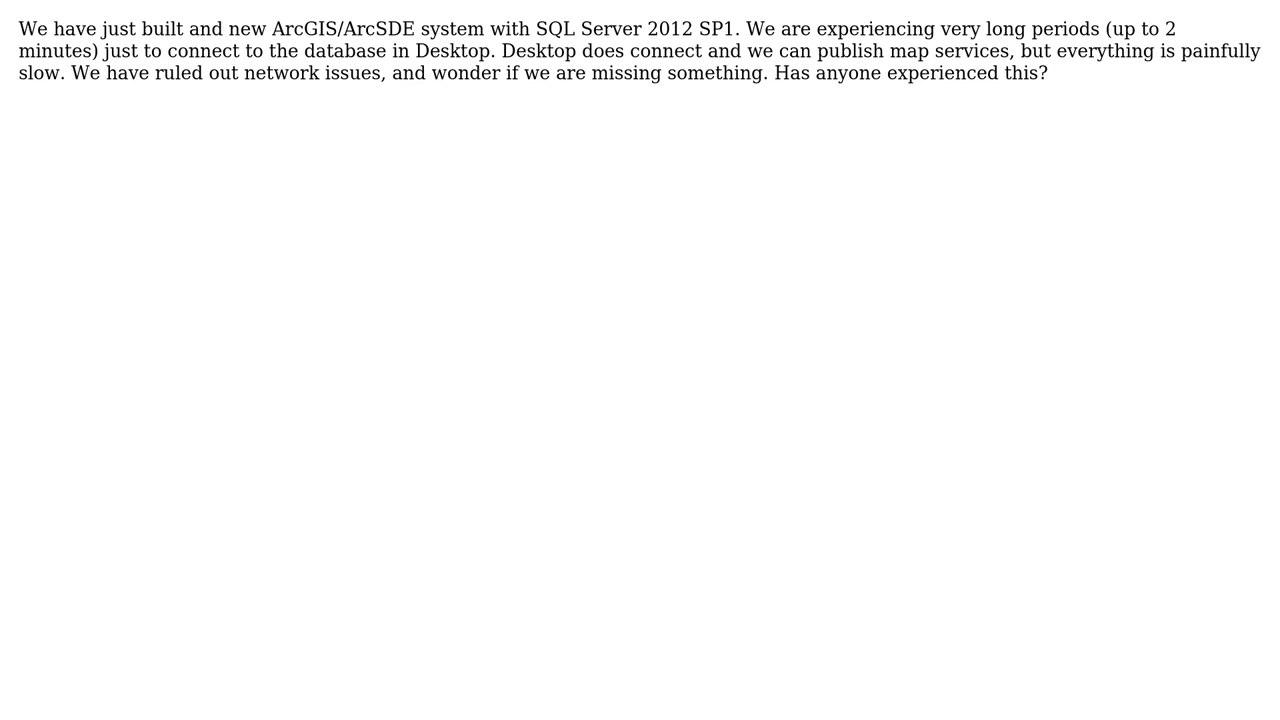 We have just built and new ArcGIS/ArcSDE system with SQL Server 2012 SP1. We are experiencing very long periods (up to 2
minutes) just to connect to the database in Desktop. Desktop does connect and we can publish map services, but everything is painfully
slow. We have ruled out network issues, and wonder if we are missing something. Has anyone experienced this?